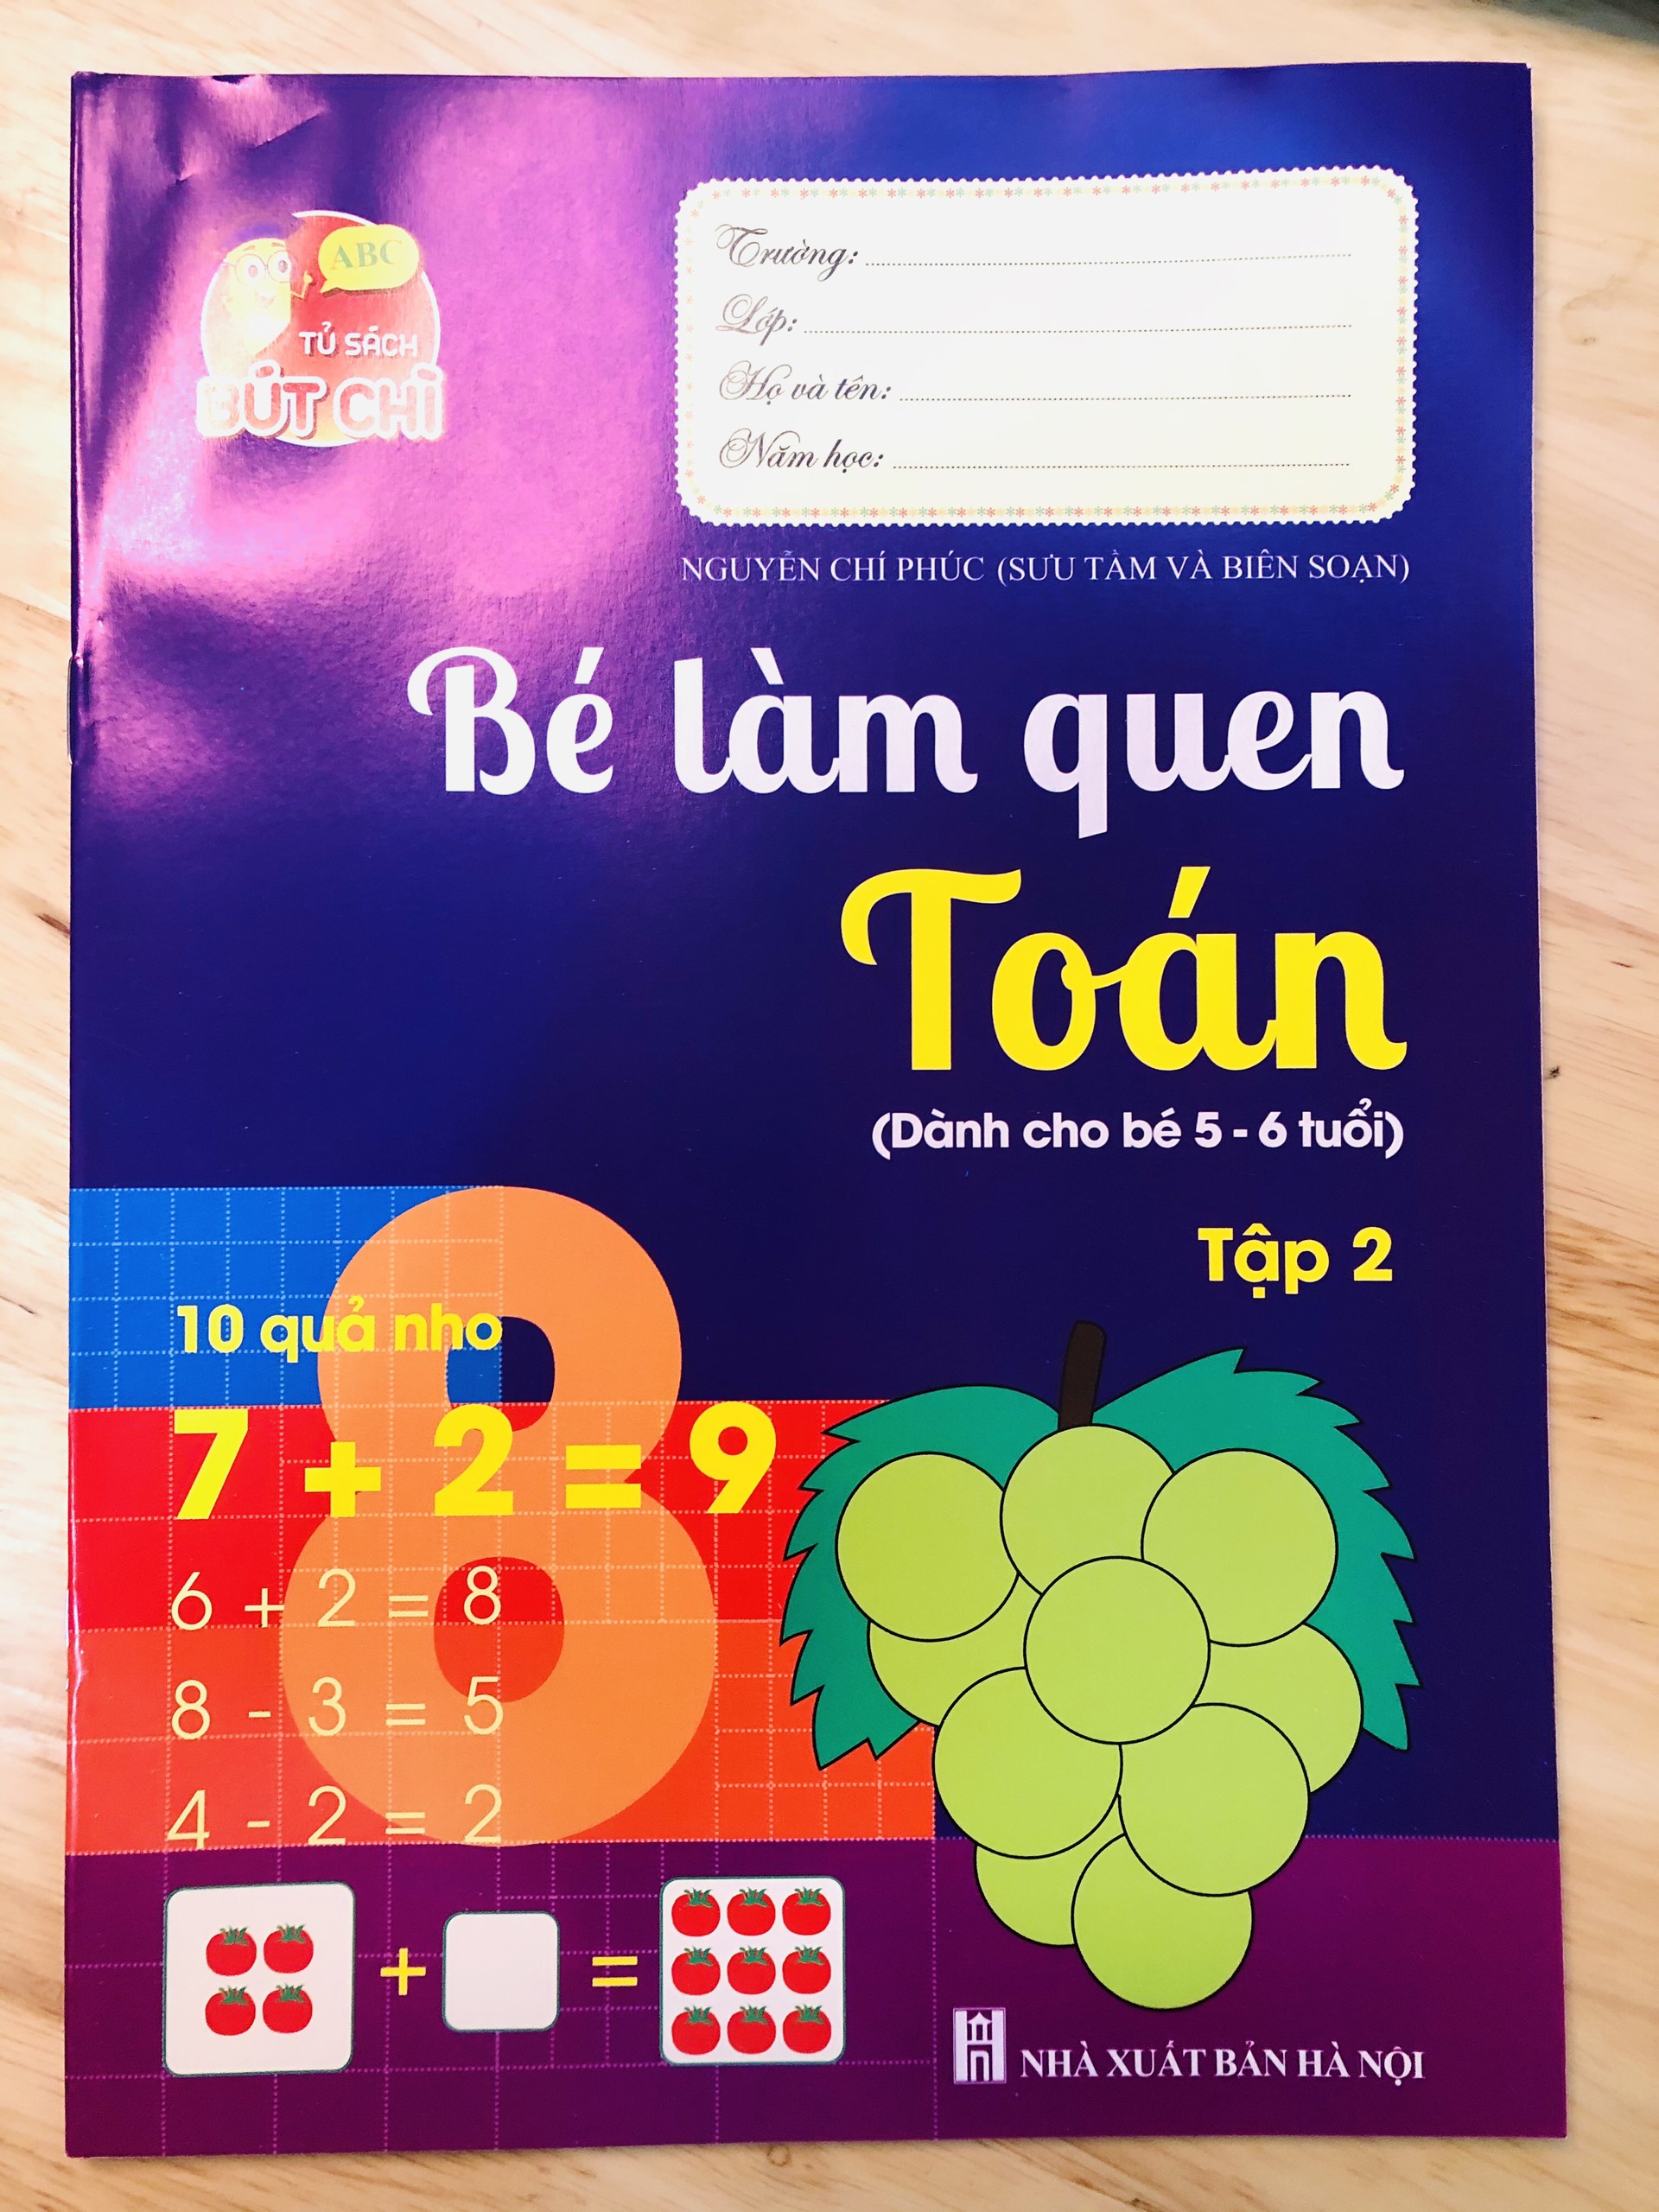 ABC
TỦ SÁCH
BÚT CHÌ
Trường:
Lớp:
Họ và tên:
Năm học:
NGUYỄN CHÍ PHÚC (SƯU TẦM VÀ BIÊN SOẠN)
Bé làm quen
Toán
(Dành cho bé 5 - 6 tuổi)
Tập 2
8
10 quả nho
7 + 2 = 9
6 + 2 = 8
8 - 3 = 5
4 - 2 = 2
+ =
NHÀ XUẤT BẢN HÀ NỘI